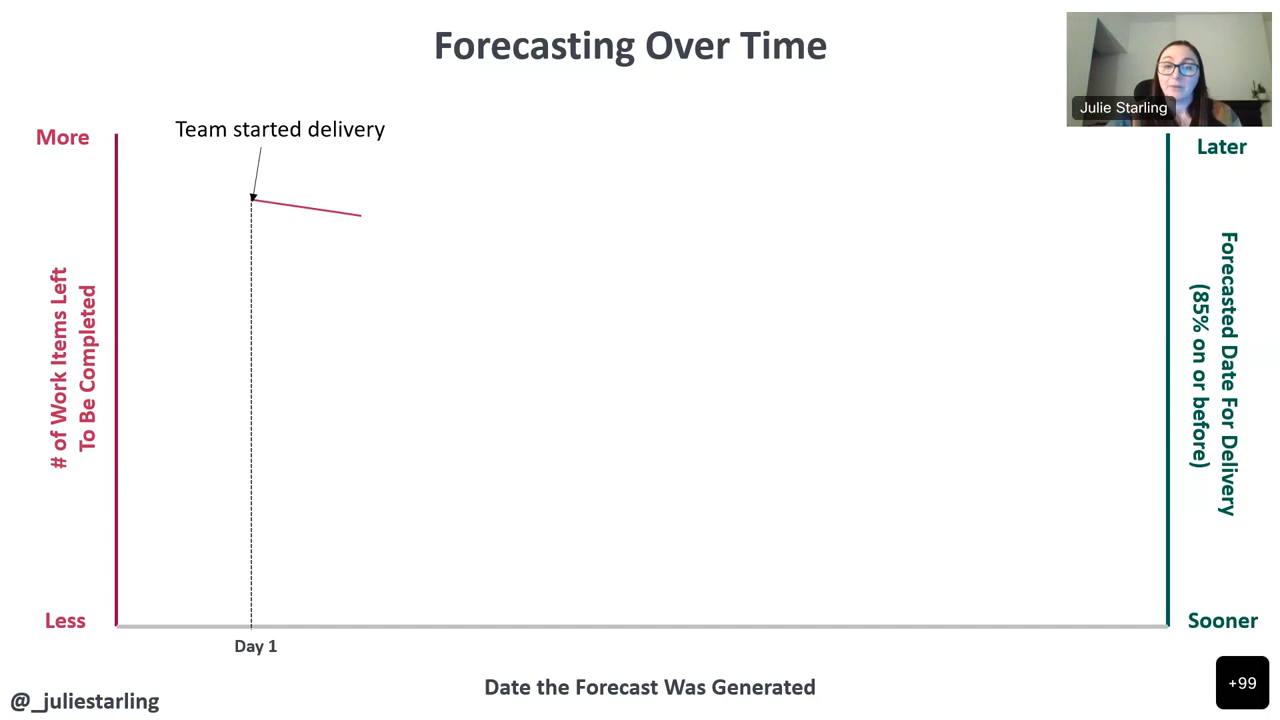 Forecasting Over Time
Julie Starling
More
Team started delivery
Later
# of Work Items Left
To Be Completed
Forecasted Date For Delivery
(85% on or before)
Less
Sooner
Day 1
Date the Forecast Was Generated
@_juliestarling
+99